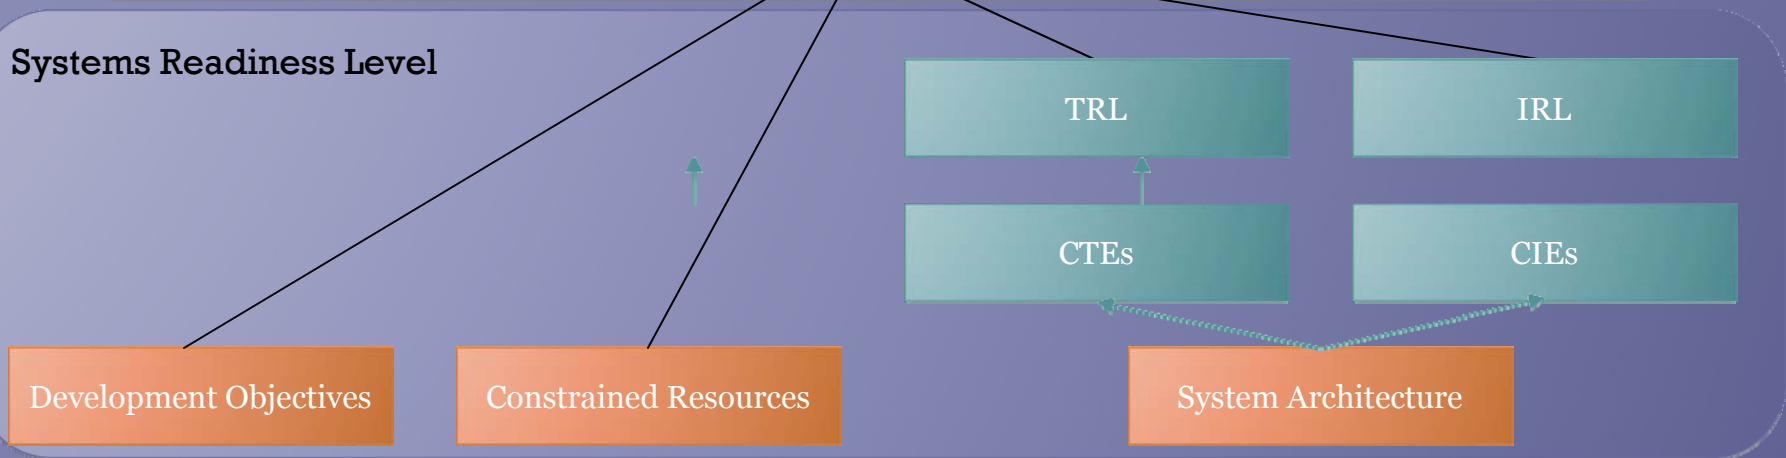 Systems Readiness Level
TRL
IRL
CTEs
CIEs
Development Objectives
Constrained Resources
System Architecture